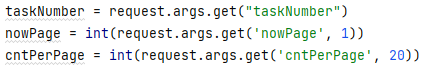 taskNumber = request.args.get("taskNumber")
nowPage = int(request.args.get('nowPage', 1))
cntPerPage = int(request.args.get('cntPerPage', 20))